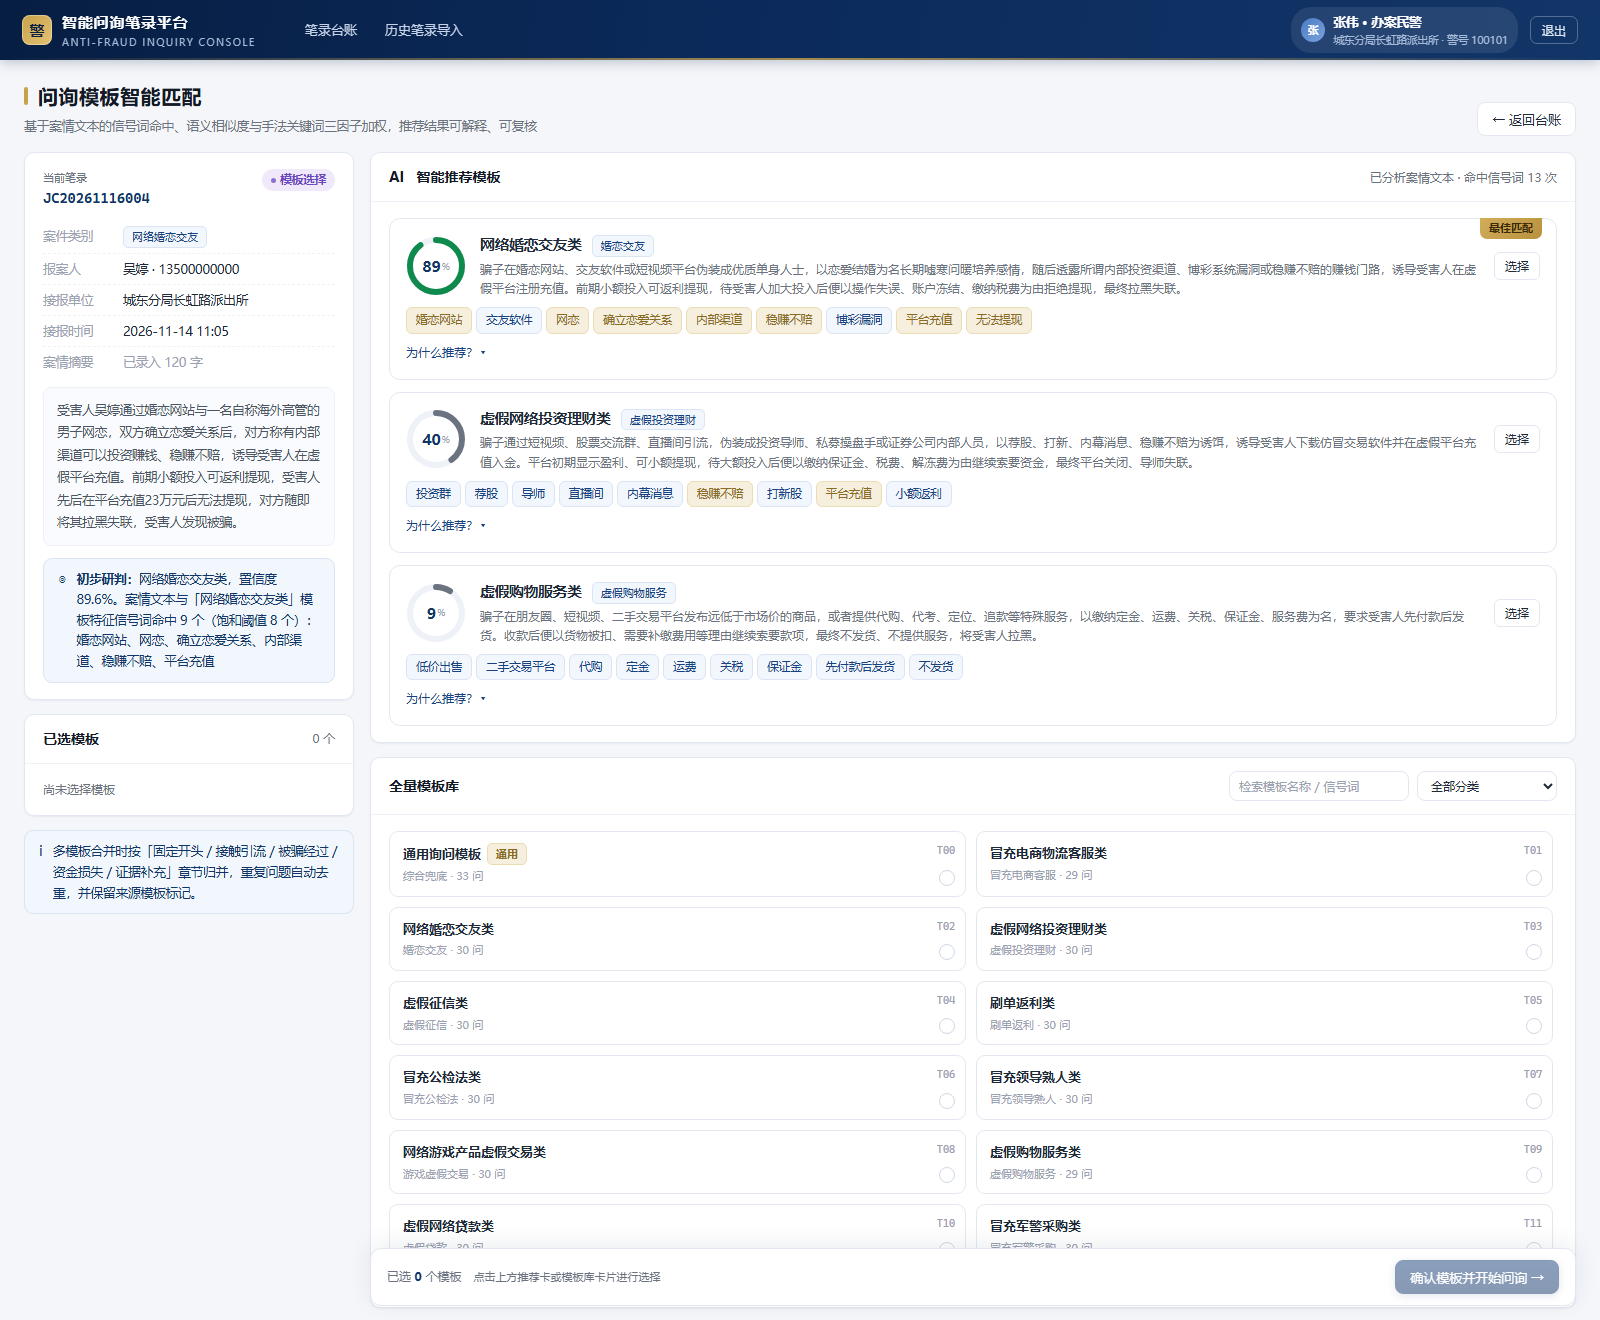 警
智能问询笔录平台
ANTI-FRAUD INQUIRY CONSOLE
笔录台账
历史笔录导入
张
张伟 • 办案民警
城东分局长虹路派出所 · 警号 100101
退出
问询模板智能匹配
基于案情文本的信号词命中、语义相似度与手法关键词三因子加权，推荐结果可解释、可复核
← 返回台账
当前笔录
JC20261116004
模板选择
案件类别
网络婚恋交友
报案人
吴婷 · 13500000000
接报单位
城东分局长虹路派出所
接报时间
2026-11-14 11:05
案情摘要
已录入 120 字
受害人吴婷通过婚恋网站与一名自称海外高管的
男子网恋，双方确立恋爱关系后，对方称有内部
渠道可以投资赚钱、稳赚不赔，诱导受害人在虚
假平台充值。前期小额投入可返利提现，受害人
先后在平台充值23万元后无法提现，对方随即
将其拉黑失联，受害人发现被骗。
◎ 初步研判：网络婚恋交友类，置信度
89.6%。案情文本与「网络婚恋交友类」模
板特征信号词命中 9 个（饱和阈值 8 个）：
婚恋网站、网恋、确立恋爱关系、内部渠
道、稳赚不赔、平台充值
已选模板
0 个
尚未选择模板
i 多模板合并时按「固定开头 / 接触引流 / 被骗经过 /
资金损失 / 证据补充」章节归并，重复问题自动去
重，并保留来源模板标记。
AI 智能推荐模板
已分析案情文本 · 命中信号词 13 次
最佳匹配
89%
网络婚恋交友类
婚恋交友
骗子在婚恋网站、交友软件或短视频平台伪装成优质单身人士，以恋爱结婚为名长期嘘寒问暖培养感情，随后透露所谓内部投资渠道、博彩系统漏洞或稳赚不赔的赚钱门路，诱导受害人在虚
假平台注册充值。前期小额投入可返利提现，待受害人加大投入后便以操作失误、账户冻结、缴纳税费为由拒绝提现，最终拉黑失联。
选择
婚恋网站 交友软件 网恋 确立恋爱关系 内部渠道 稳赚不赔 博彩漏洞 平台充值 无法提现
为什么推荐？
40%
虚假网络投资理财类
虚假投资理财
骗子通过短视频、股票交流群、直播间引流，伪装成投资导师、私募操盘手或证券公司内部人员，以荐股、打新、内幕消息、稳赚不赔为诱饵，诱导受害人下载仿冒交易软件并在虚假平台充
值入金。平台初期显示盈利、可小额提现，待大额投入后便以缴纳保证金、税费、解冻费为由继续索要资金，最终平台关闭、导师失联。
选择
投资群 荐股 导师 直播间 内幕消息 稳赚不赔 打新股 平台充值 小额返利
为什么推荐？
9%
虚假购物服务类
虚假购物服务
骗子在朋友圈、短视频、二手交易平台发布远低于市场价的商品，或者提供代购、代考、定位、追款等特殊服务，以缴纳定金、运费、关税、保证金、服务费为名，要求受害人先付款后发
货。收款后便以货物被扣、需要补缴费用等理由继续索要款项，最终不发货、不提供服务，将受害人拉黑。
选择
低价出售 二手交易平台 代购 定金 运费 关税 保证金 先付款后发货 不发货
为什么推荐？
全量模板库
检索模板名称 / 信号词
全部分类
通用询问模板 通用 T00
综合兜底 · 33 问
冒充电商物流客服类 T01
冒充电商客服 · 29 问
网络婚恋交友类 T02
婚恋交友 · 30 问
虚假网络投资理财类 T03
虚假投资理财 · 30 问
虚假征信类 T04
虚假征信 · 30 问
刷单返利类 T05
刷单返利 · 30 问
冒充公检法类 T06
冒充公检法 · 30 问
冒充领导熟人类 T07
冒充领导熟人 · 30 问
网络游戏产品虚假交易类 T08
游戏虚假交易 · 30 问
虚假购物服务类 T09
虚假购物服务 · 29 问
虚假网络贷款类 T10
虚假贷款 · 30 问
冒充军警采购类 T11
冒充军警采购 · 30 问
已选 0 个模板
点击上方推荐卡或模板库卡片进行选择
确认模板并开始问询 →